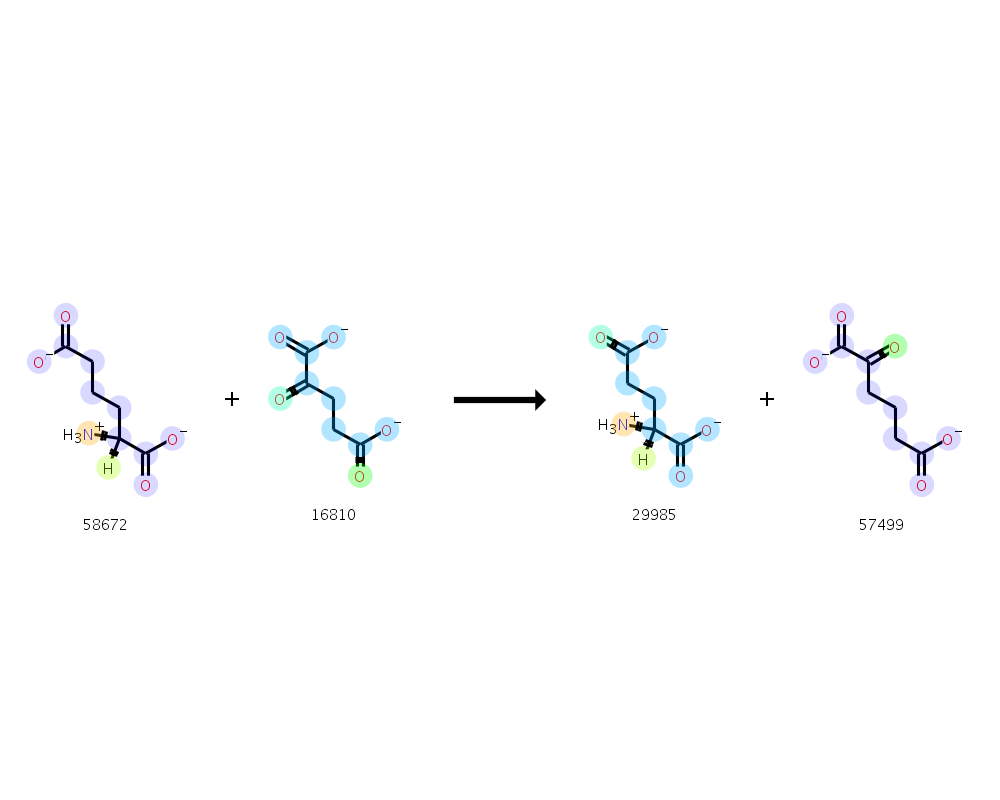 O O O O O O
O⁻ O⁻ O⁻ O O⁻
+ O + +
H₃N⁺ O⁻ O⁻ H₃N⁺ O⁻ O⁻
H H
O O O O
58672 16810 29985 57499